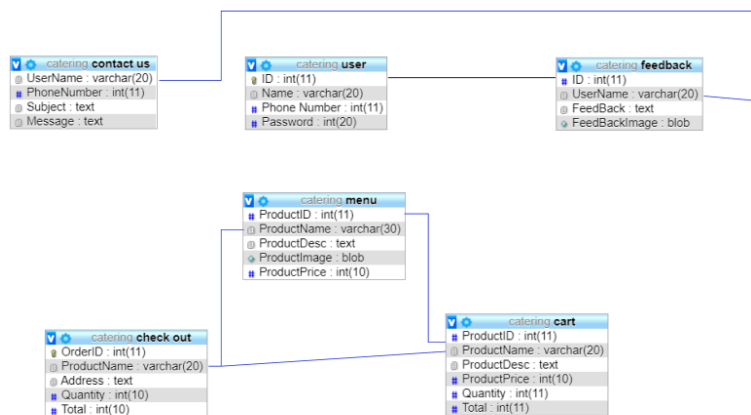 catering contact us
UserName : varchar(20)
PhoneNumber : int(11)
Subject : text
Message : text
catering user
ID : int(11)
Name : varchar(20)
Phone Number : int(11)
Password : int(20)
catering feedback
ID : int(11)
UserName : varchar(20)
FeedBack : text
FeedBackImage : blob
catering menu
ProductID : int(11)
ProductName : varchar(30)
ProductDesc : text
ProductImage : blob
ProductPrice : int(10)
catering check out
OrderID : int(11)
ProductName : varchar(20)
Address : text
Quantity : int(10)
Total : int(10)
catering cart
ProductID : int(11)
ProductName : varchar(20)
ProductDesc : text
ProductPrice : int(10)
Quantity : int(11)
Total : int(11)